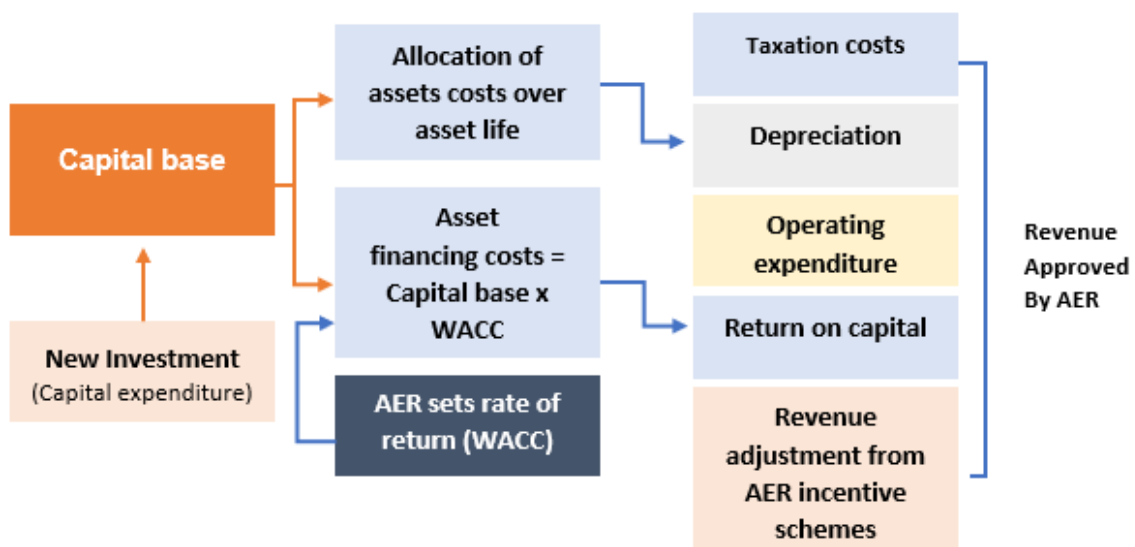 Capital base
New Investment
(Capital expenditure)
Allocation of
assets costs over
asset life
Asset
financing costs =
Capital base x
WACC
AER sets rate of
return (WACC)
Taxation costs
Depreciation
Operating
expenditure
Return on capital
Revenue
adjustment from
AER incentive
schemes
Revenue
Approved
By AER